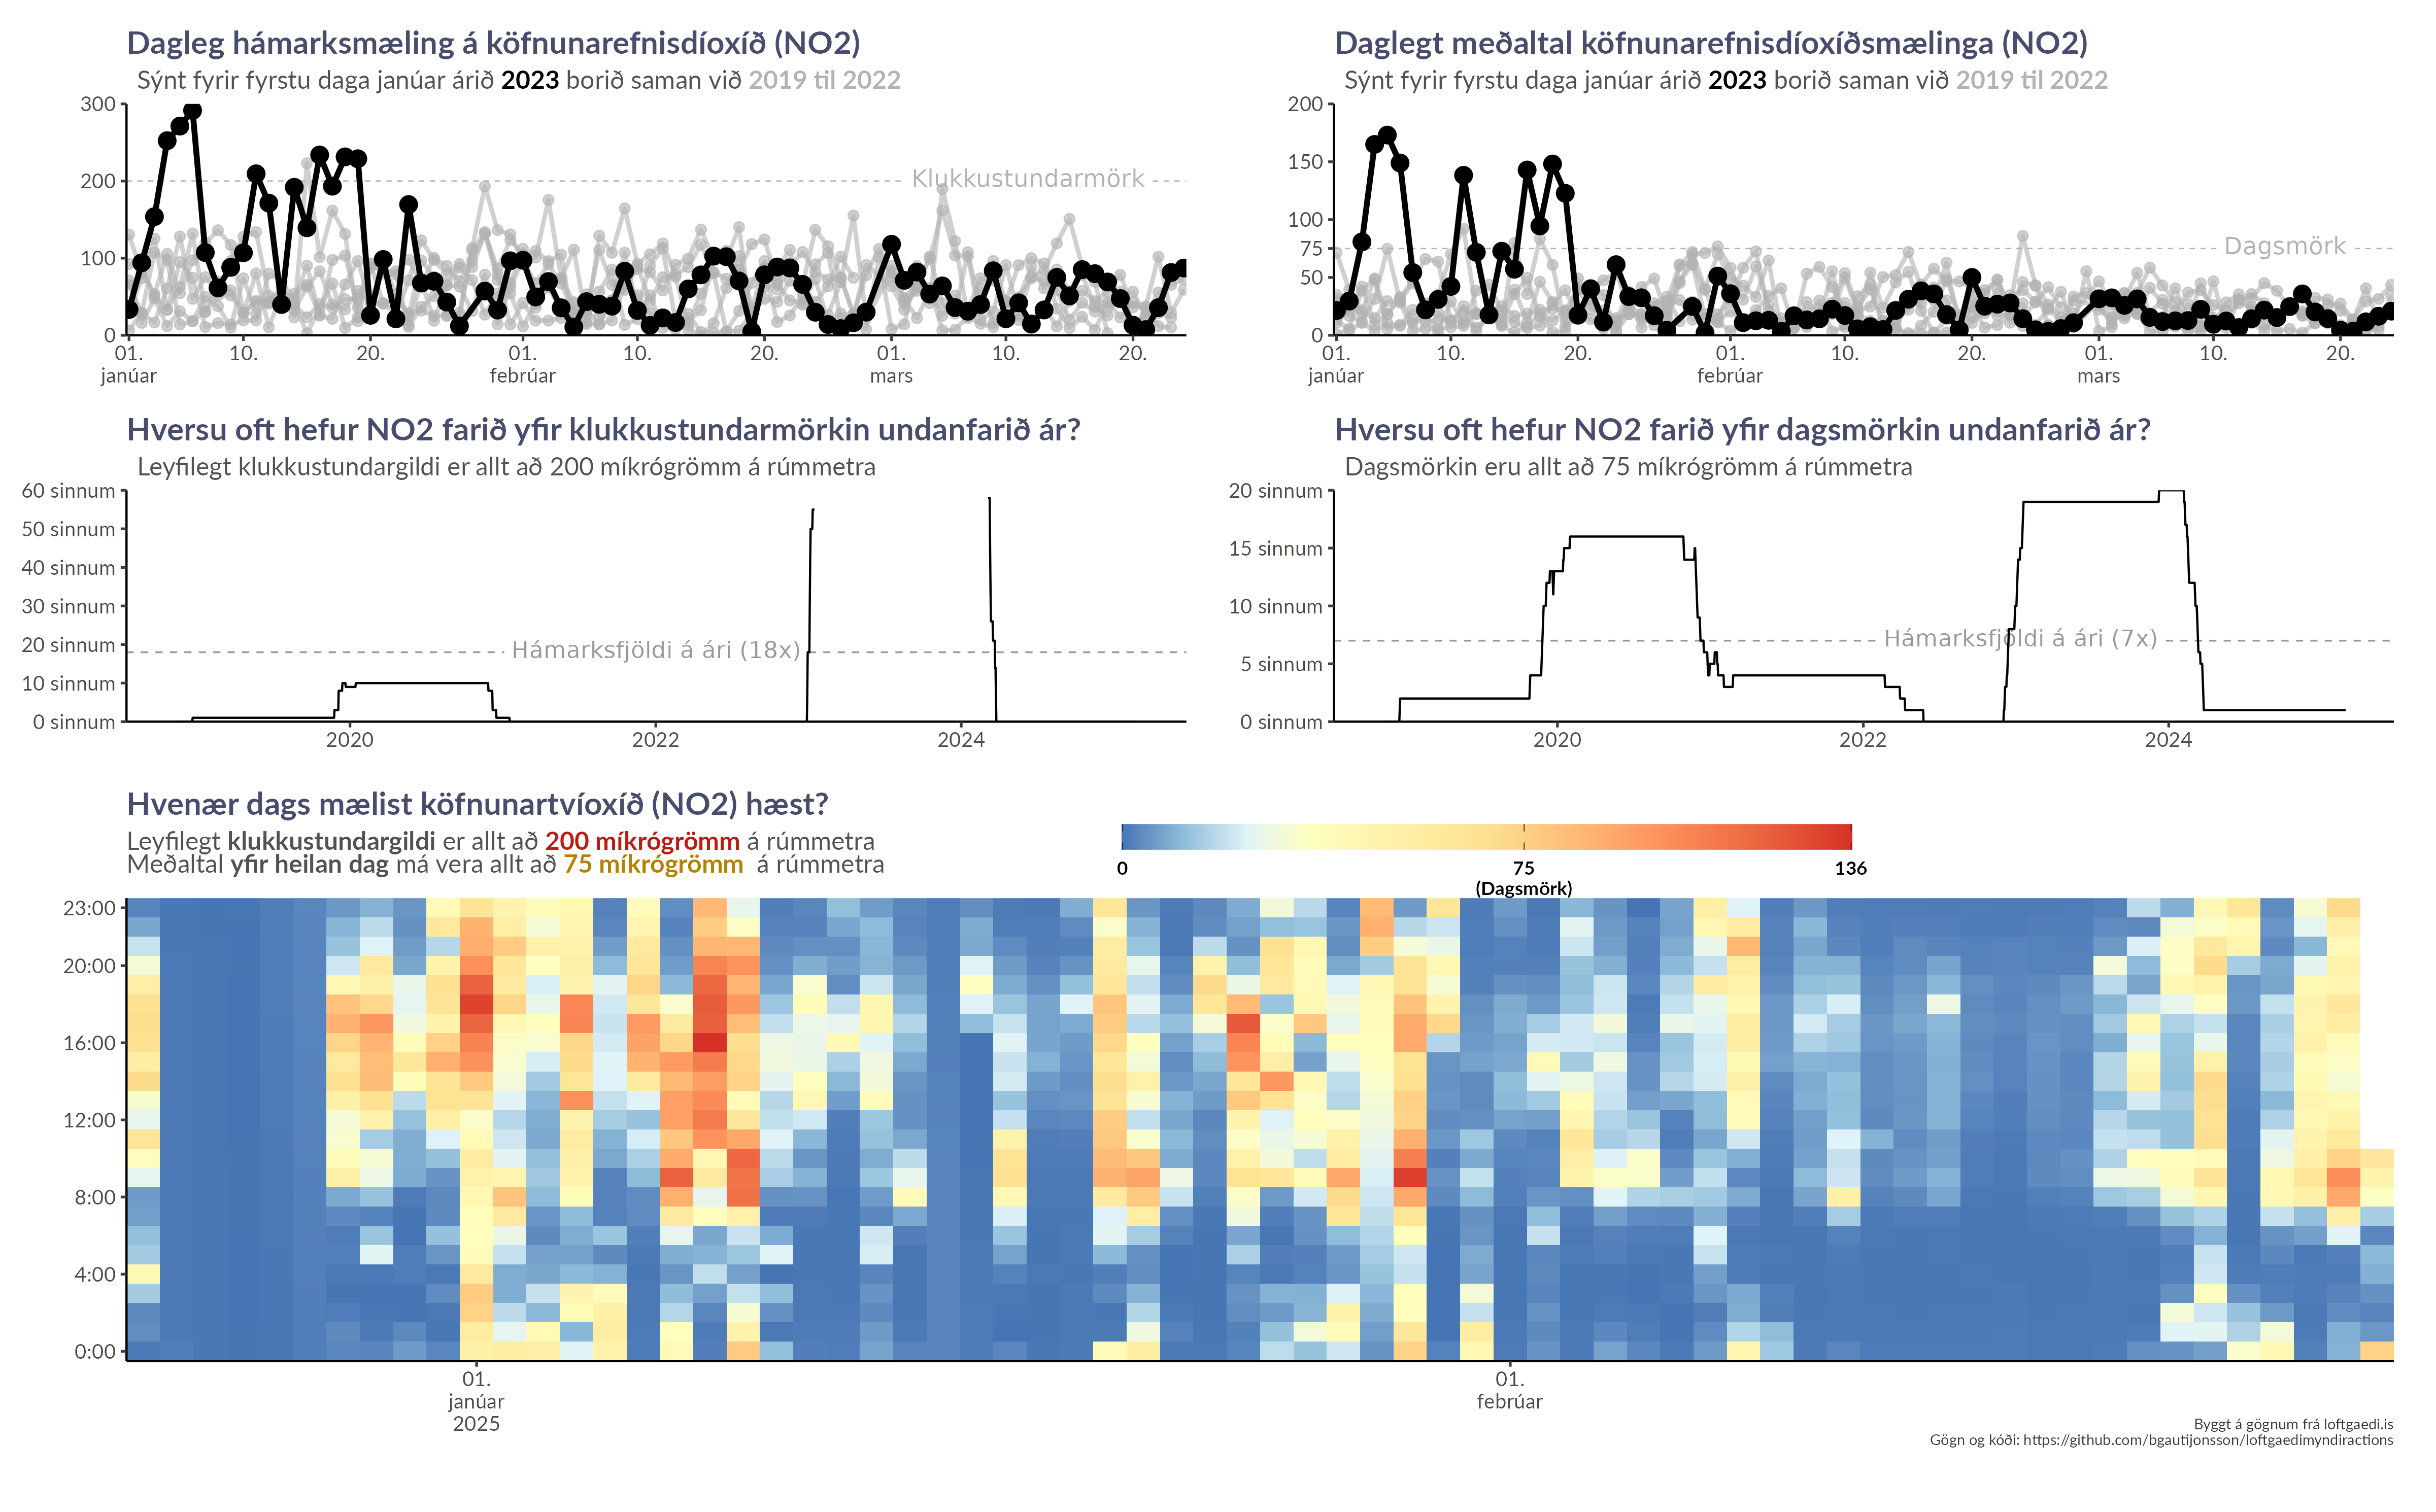 Dagleg hámarksmæling á köfnunarefnisdíoxíð (NO2)
Sýnt fyrir fyrstu daga janúar árið 2023 borið saman við 2019 til 2022
300
200
100
0
Klukkustundarmörk
01. 10. 20. 01. 10. 20. 01. 10. 20.
janúar febrúar mars
Daglegt meðaltal köfnunarefnisdíoxíðsmælinga (NO2)
Sýnt fyrir fyrstu daga janúar árið 2023 borið saman við 2019 til 2022
200
150
100
75
50
0
Dagsmörk
01. 10. 20. 01. 10. 20. 01. 10. 20.
janúar febrúar mars
Hversu oft hefur NO2 farið yfir klukkustundarmörkin undanfarið ár?
Leyfilegt klukkustundargildi er allt að 200 míkrógrömm á rúmmetra
60 sinnum
50 sinnum
40 sinnum
30 sinnum
20 sinnum
10 sinnum
0 sinnum
Hámarksfjöldi á ári (18x)
2020 2022 2024
Hversu oft hefur NO2 farið yfir dagsmörkin undanfarið ár?
Dagsmörkin eru allt að 75 míkrógrömm á rúmmetra
20 sinnum
15 sinnum
10 sinnum
5 sinnum
0 sinnum
Hámarksfjöldi á ári (7x)
2020 2022 2024
Hvenær dags mælist köfnunartvíoxíð (NO2) hæst?
Leyfilegt klukkustundargildi er allt að 200 míkrógrömm á rúmmetra
Meðaltal yfir heilan dag má vera allt að 75 míkrógrömm á rúmmetra
0 75 136
(Dagsmörk)
23:00
20:00
16:00
12:00
8:00
4:00
0:00
01. 01.
janúar febrúar
2025
Byggt á gögnum frá loftgaedi.is
Gögn og kóði: https://github.com/bgautijonsson/loftgaedimyndiractions